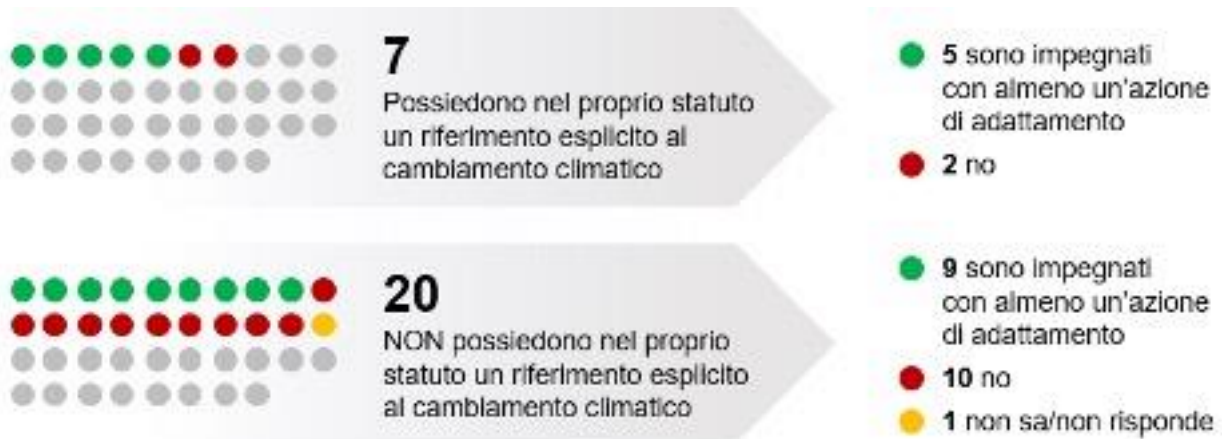 7
Possiedono nel proprio statuto
un riferimento esplicito al
cambiamento climatico
5 sono impegnati
con almeno un'azione
di adattamento
2 no
20
NON possiedono nel proprio
statuto un riferimento esplicito
al cambiamento climatico
9 sono impegnati
con almeno un'azione
di adattamento
10 no
1 non sa/non risponde